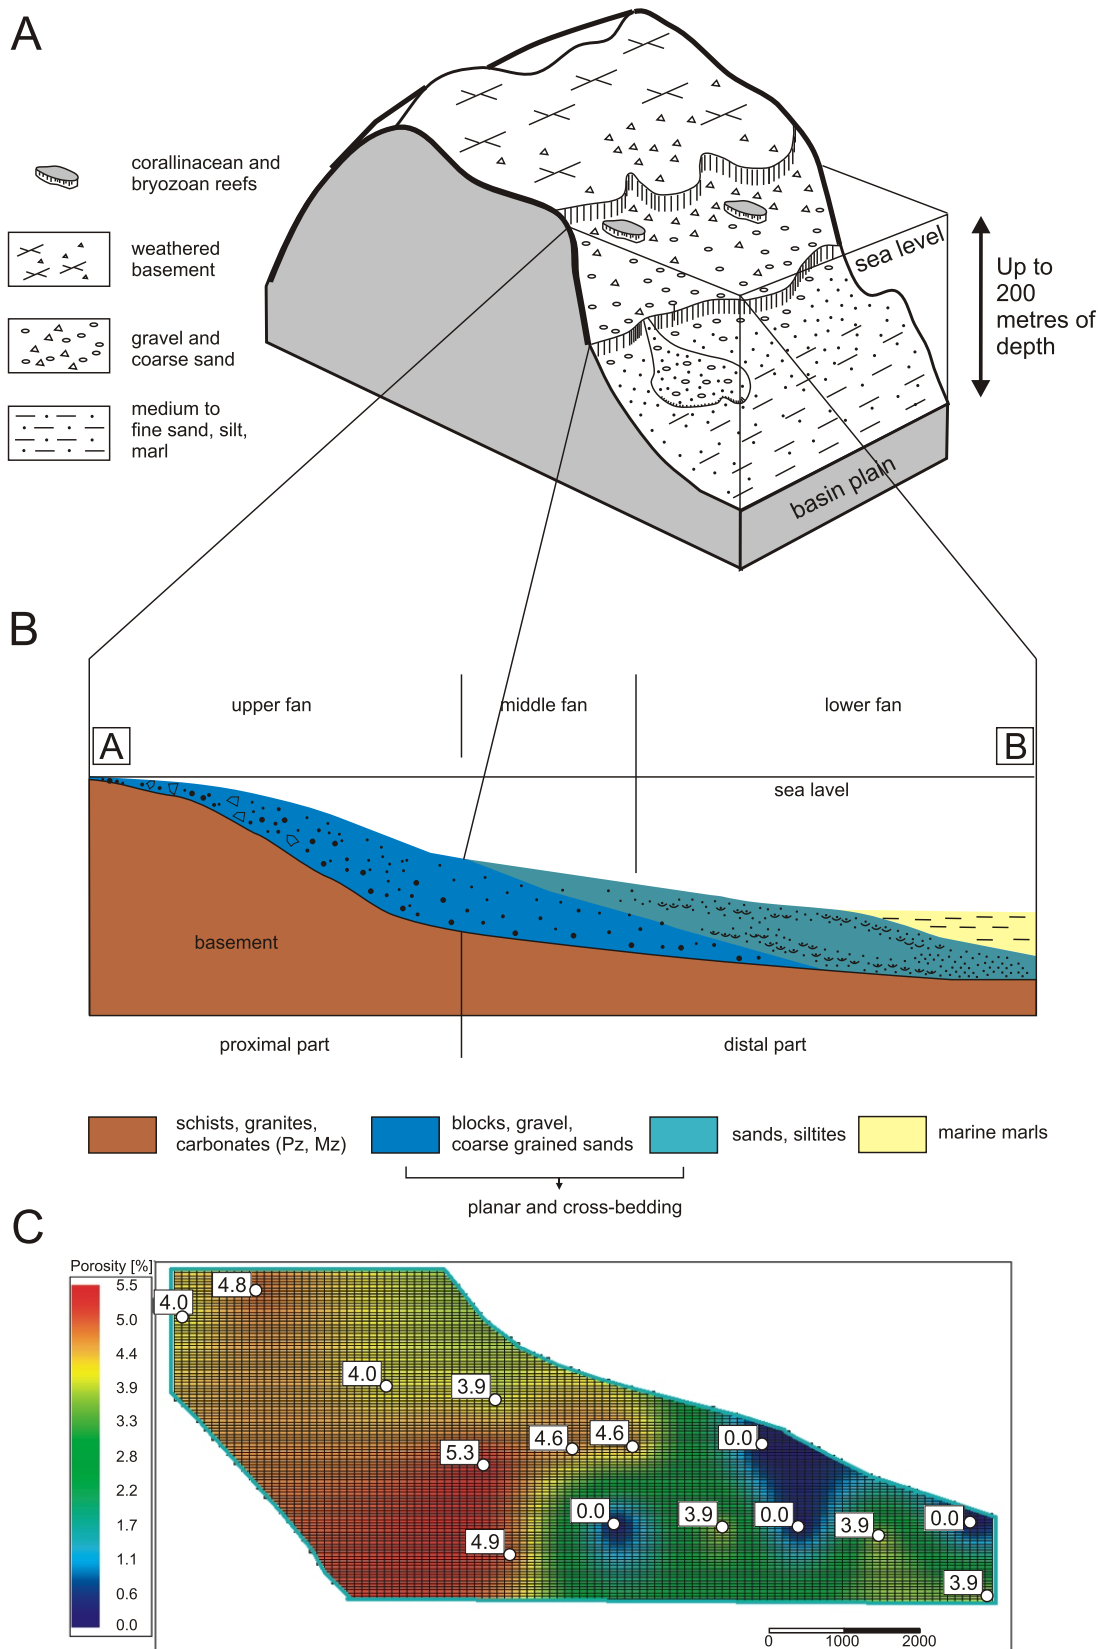 A
corallinacean and
bryozoan reefs
weathered
basement
gravel and
coarse sand
medium to
fine sand, silt,
marl
sea level
Up to
200
metres of
depth
basin plain
B
upper fan
middle fan
lower fan
A
B
sea lavel
basement
proximal part
distal part
schists, granites,
carbonates (Pz, Mz)
blocks, gravel,
coarse grained sands
sands, siltites
marine marls
planar and cross-bedding
C
Porosity [%]
5.5
5.0
4.4
3.9
3.3
2.8
2.2
1.7
1.1
0.6
0.0
4.8
4.0
4.0
3.9
4.6
4.6
0.0
5.3
0.0
3.9
0.0
3.9
0.0
4.9
3.9
0 1000 2000